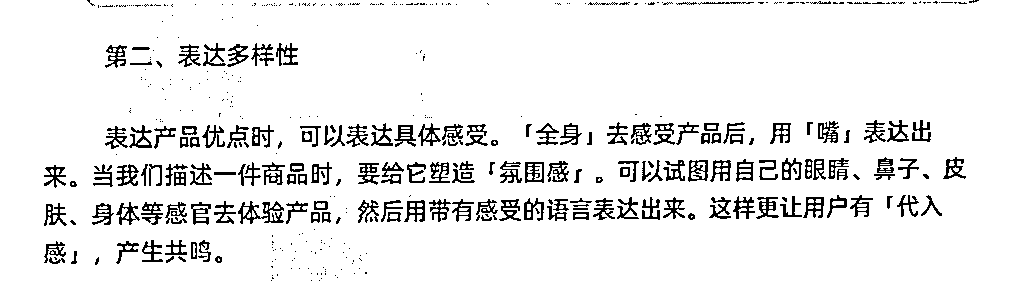 第二、表达多样性
表达产品优点时，可以表达具体感受。「全身」去感受产品后，用「嘴」表达出
来。当我们描述一件商品时，要给它塑造「氛围感」。可以试图用自己的眼睛、鼻子、皮
肤、身体等感官去体验产品，然后用带有感受的语言表达出来。这样更让用户有「代入
感」，产生共鸣。